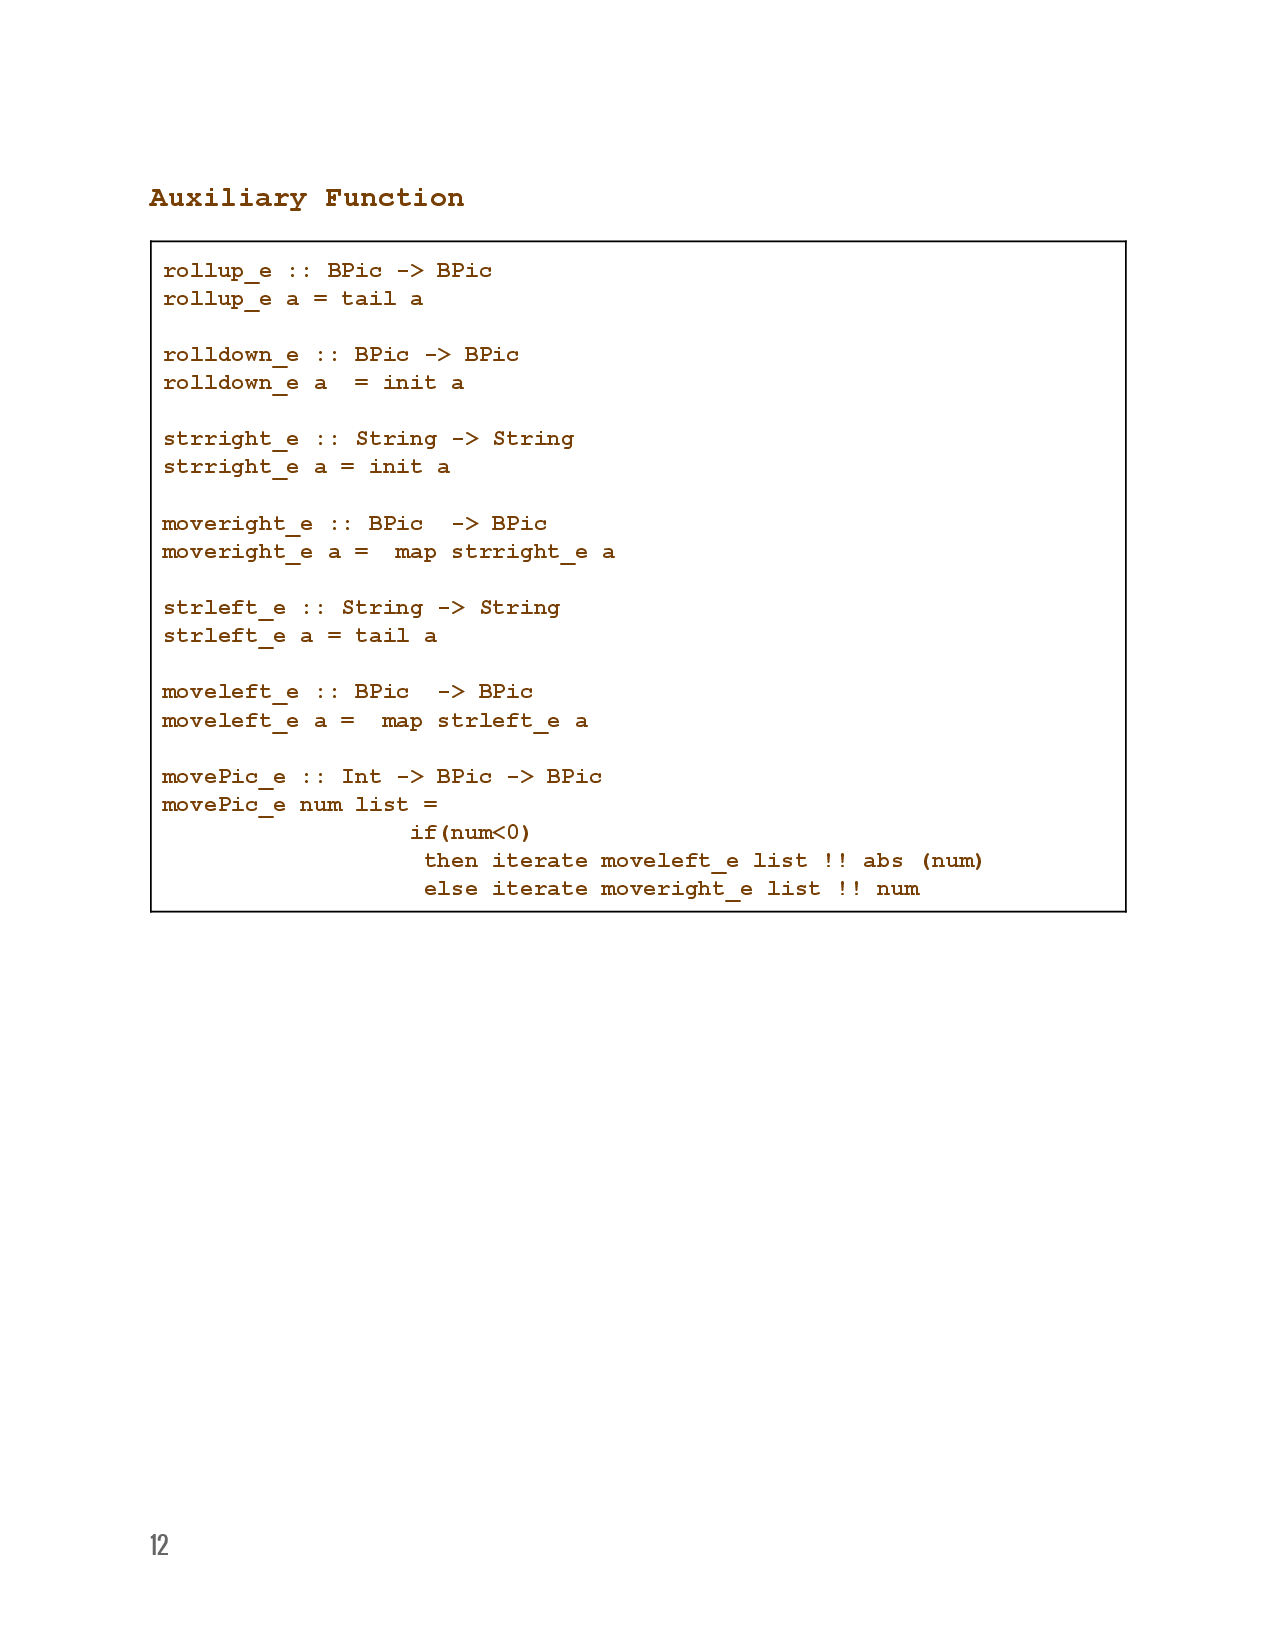 Auxiliary Function
rollup_e :: BPic -> BPic
rollup_e a = tail a
rolldown_e :: BPic -> BPic
rolldown_e a  = init a
strright_e :: String -> String
strright_e a = init a
moveright_e :: BPic  -> BPic
moveright_e a =  map strright_e a
strleft_e :: String -> String
strleft_e a = tail a
moveleft_e :: BPic  -> BPic
moveleft_e a =  map strleft_e a
movePic_e :: Int -> BPic -> BPic
movePic_e num list =
                  if(num<0)
                   then iterate moveleft_e list !! abs (num)
                   else iterate moveright_e list !! num
12